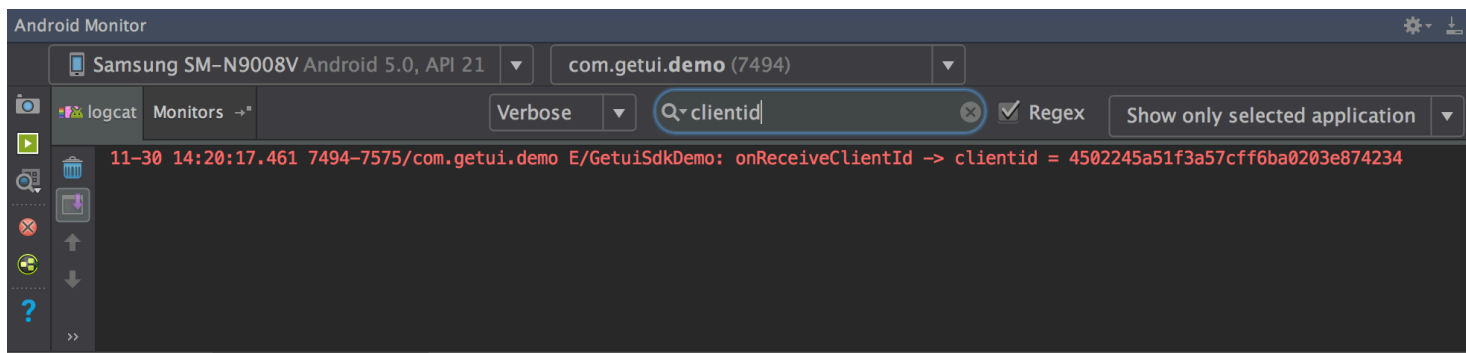 Android Monitor
Samsung SM-N9008V Android 5.0, API 21
com.getui.demo (7494)
logcat
Monitors
Verbose
clientid
Regex
Show only selected application
11-30 14:20:17.461 7494-7575/com.getui.demo E/GetuiSdkDemo: onReceiveClientId -> clientid = 4502245a51f3a57cff6ba0203e874234
?
>>